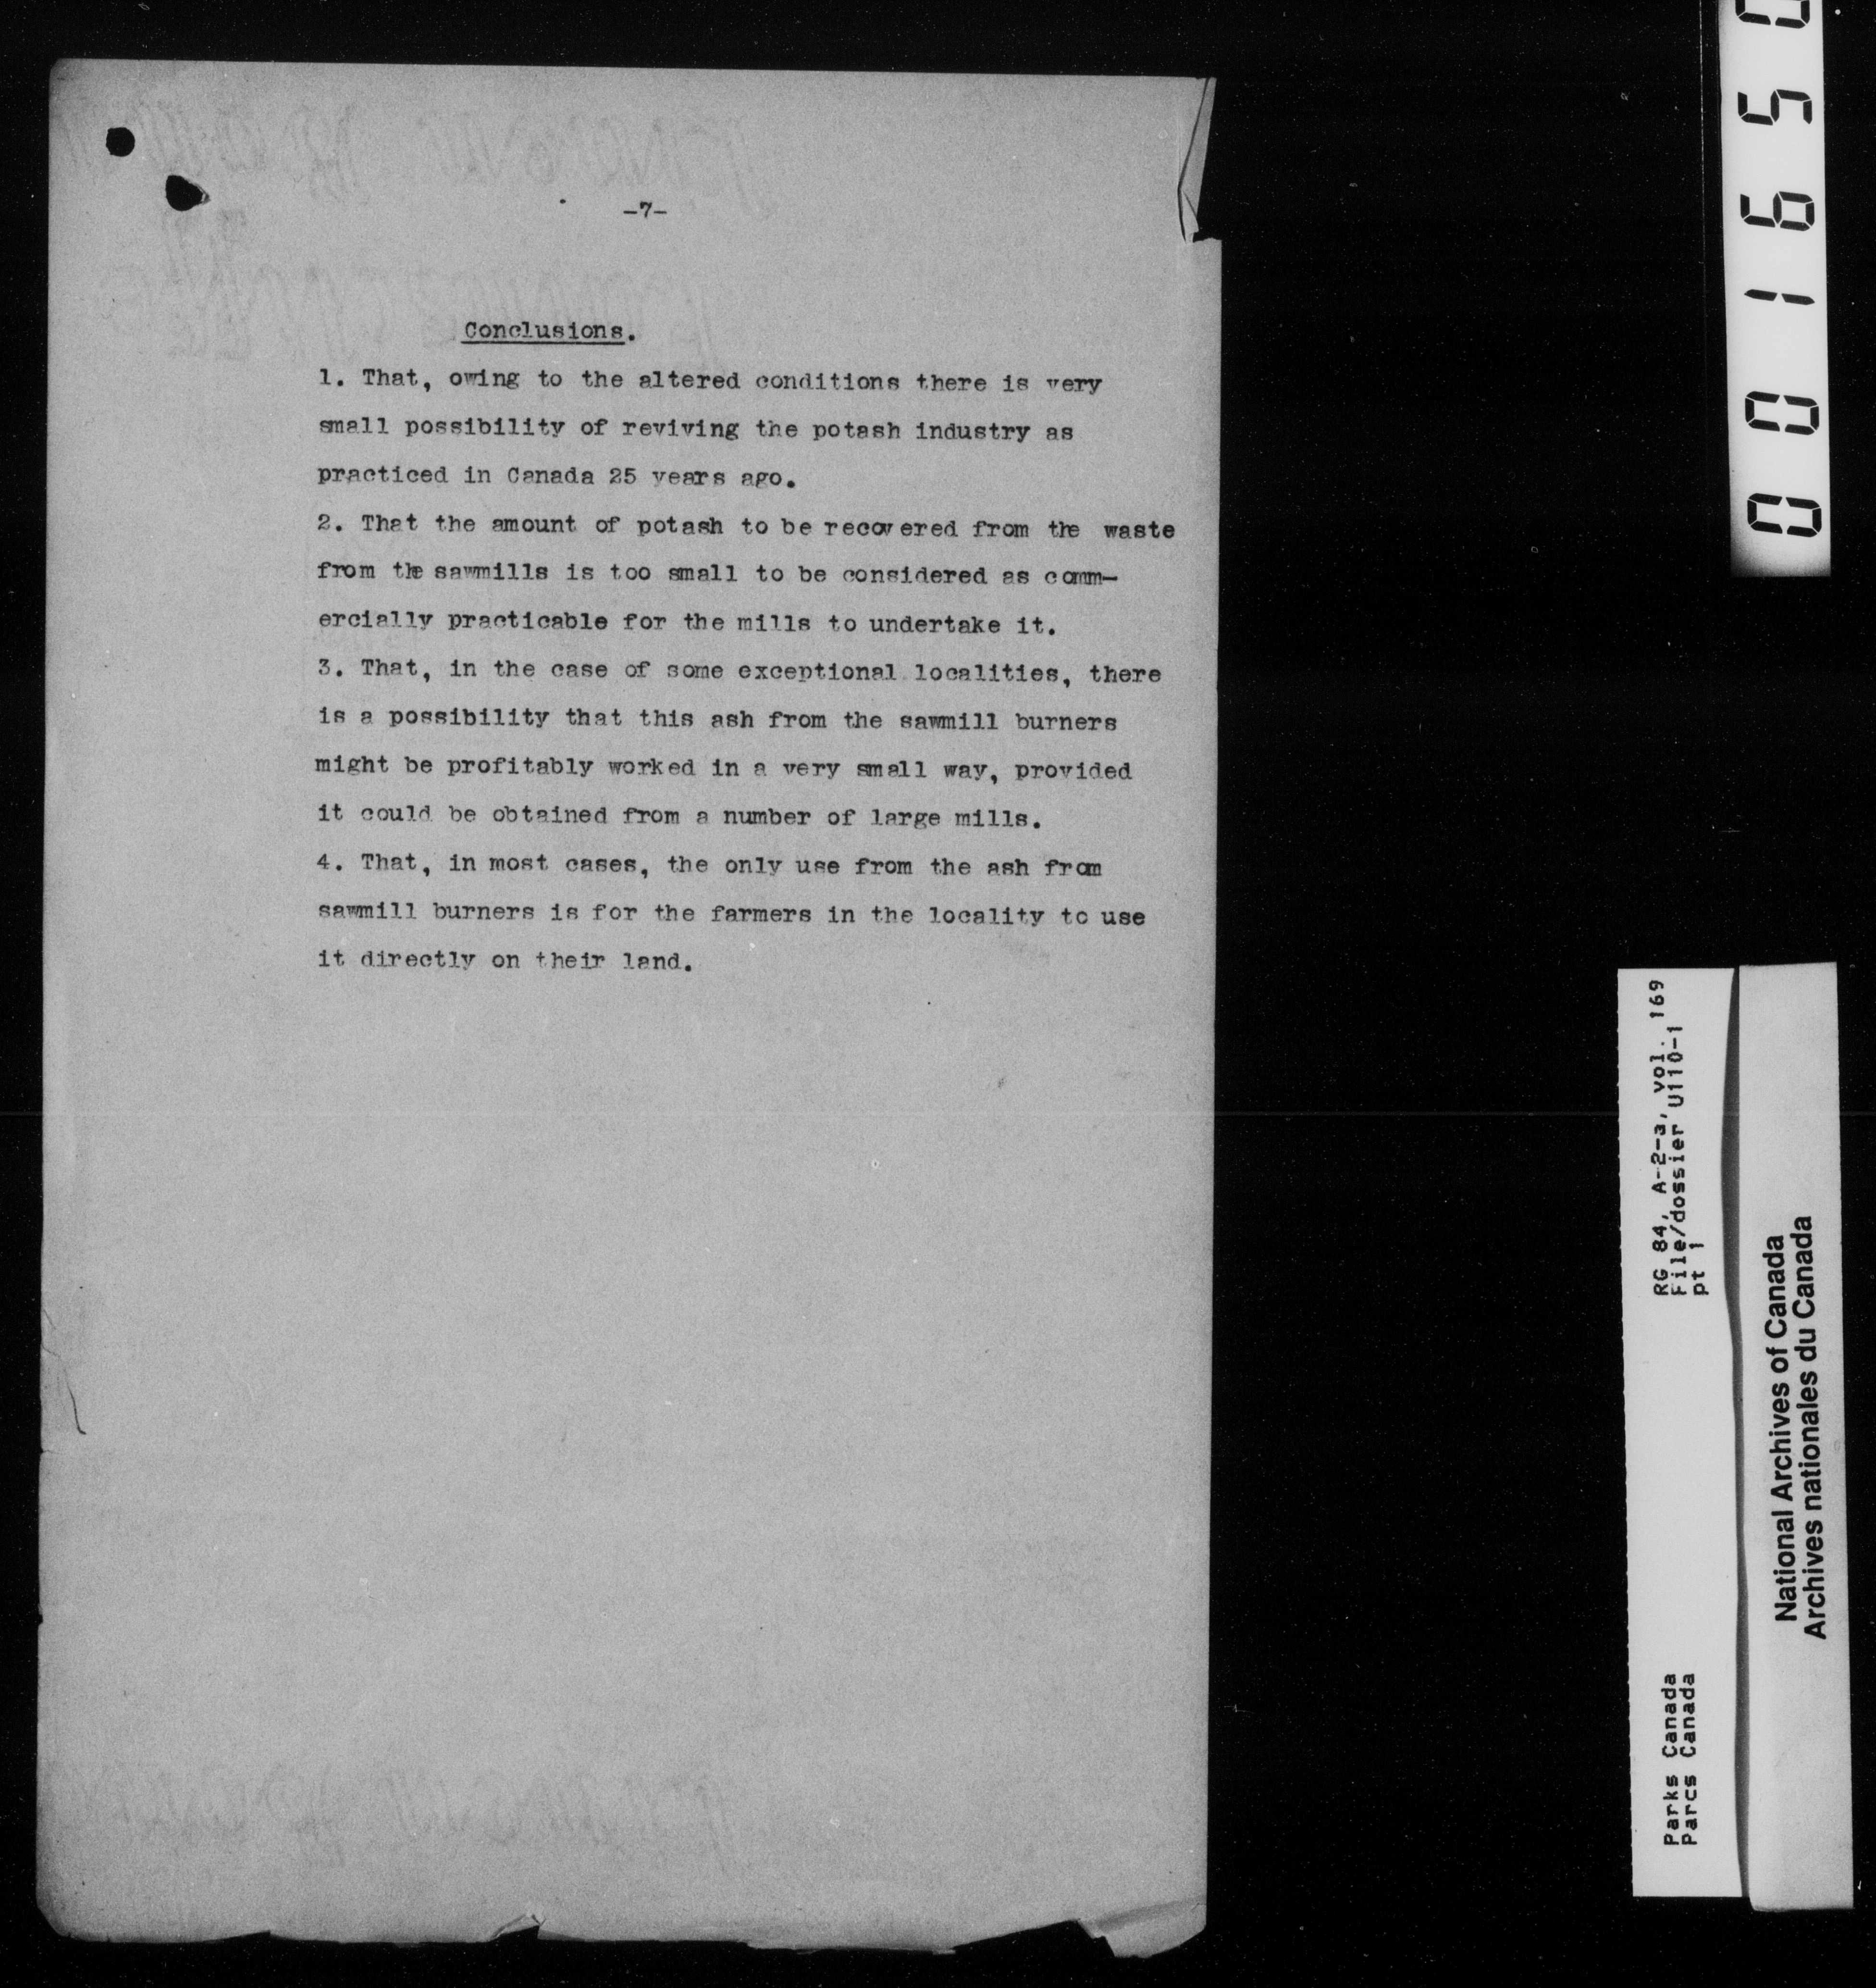 -7-
Conclusions.
1. That, owing to the altered conditions there is very
small possibility of reviving the potash industry as
practiced in Canada 25 years ago.
2. That the amount of potash to be recovered from the waste
from the sawmills is too small to be considered as comm-
ercially practicable for the mills to undertake it.
3. That, in the case of some exceptional localities, there
is a possibility that this ash from the sawmill burners
might be profitably worked in a very small way, provided
it could be obtained from a number of large mills.
4. That, in most cases, the only use from the ash from
sawmill burners is for the farmers in the locality to use
it directly on their land.
001650
RG 84, A-2-3, vol. 169
File/dossier U110-1
pt 1
Parks Canada
Parcs Canada
National Archives of Canada
Archives nationales du Canada